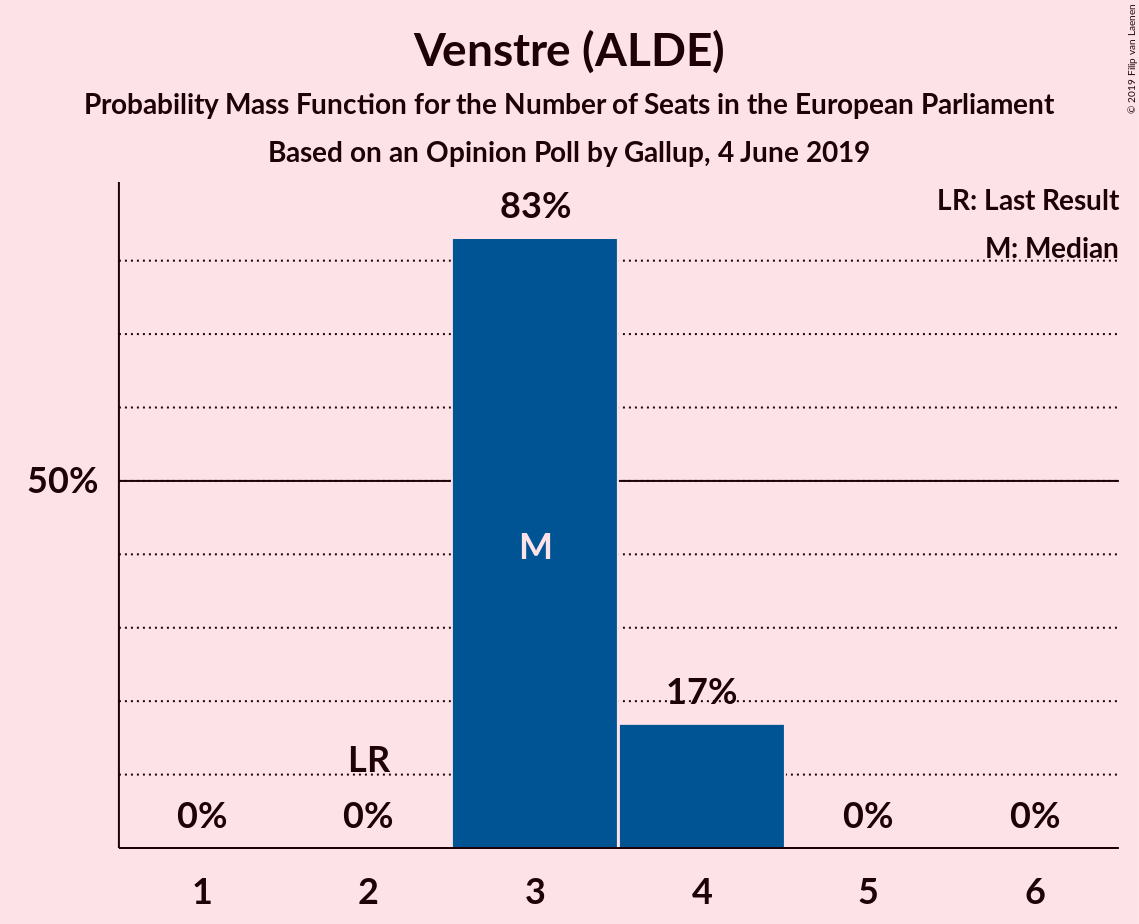 Venstre (ALDE)
Probability Mass Function for the Number of Seats in the European Parliament
Based on an Opinion Poll by Gallup, 4 June 2019
© 2019 Filip van Laenen
LR: Last Result
M: Median
83%
50%
M
17%
LR
0% 0% 0% 0%
1 2 3 4 5 6